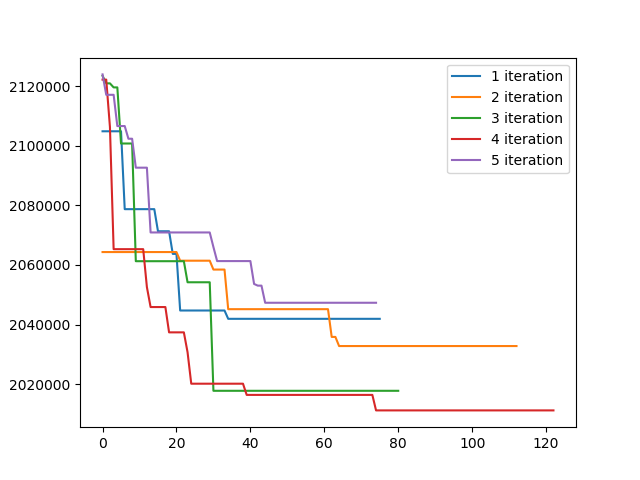 2120000
2100000
2080000
2060000
2040000
2020000
0 20 40 60 80 100 120
1 iteration
2 iteration
3 iteration
4 iteration
5 iteration